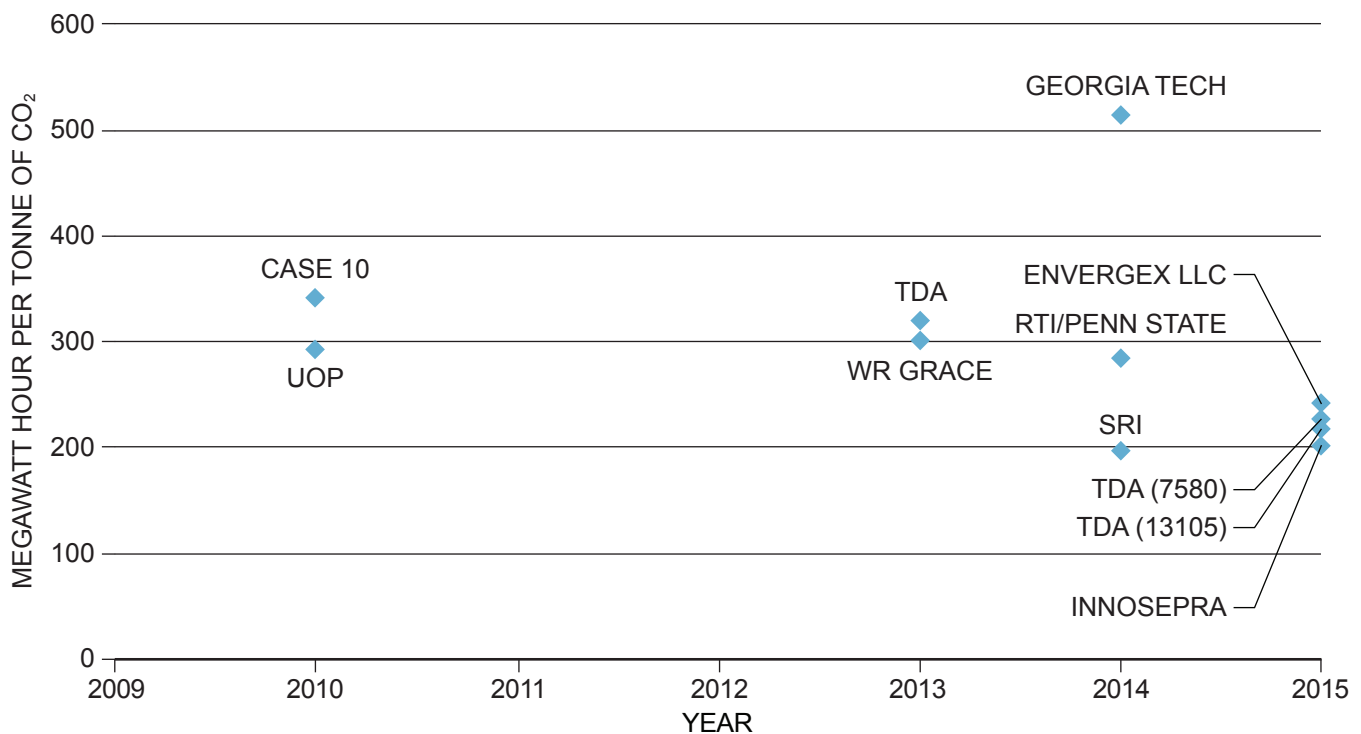 600
GEORGIA TECH
500
400
CASE 10
ENVERGEX LLC
TDA
RTI/PENN STATE
300
UOP
WR GRACE
SRI
200
TDA (7580)
TDA (13105)
100
INNOSEPRA
0
2009 2010 2011 2012 2013 2014 2015
YEAR
MEGAWATT HOUR PER TONNE OF CO₂